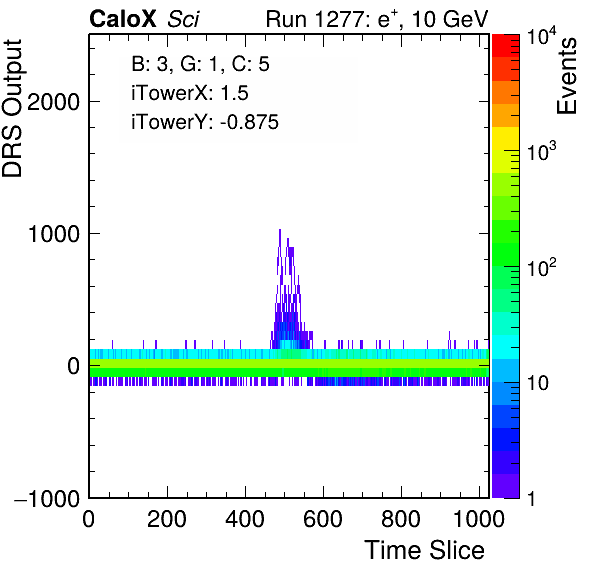 CaloX Sci Run 1277: e+, 10 GeV
B: 3, G: 1, C: 5
iTowerX: 1.5
iTowerY: -0.875
DRS Output
2000
1000
0
−1000
0 200 400 600 800 1000
Time Slice
Events
10^4
10^3
10^2
10
1